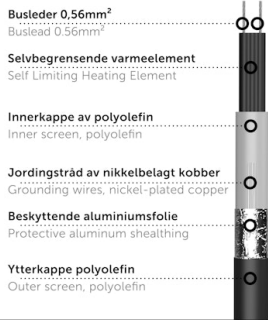 Busleder 0,56mm²
Buslead 0.56mm²
Selvbegrensende varmeelement
Self Limiting Heating Element
Innerkappe av polyolefin
Inner screen, polyolefin
Jordingstråd av nikkelbelagt kobber
Grounding wires, nickel-plated copper
Beskyttende aluminiumsfolie
Protective aluminum shealthing
Ytterkappe polyolefin
Outer screen, polyolefin